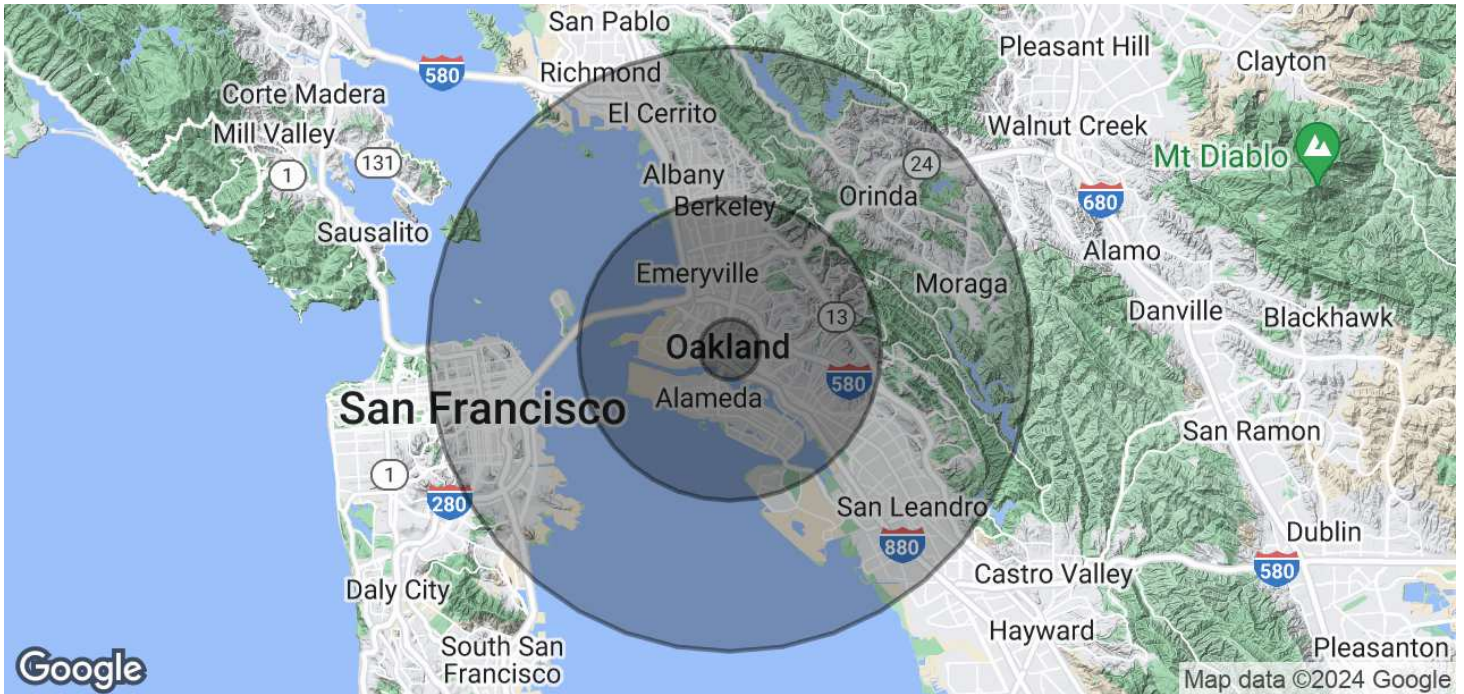 San Pablo
Pleasant Hill
Clayton
580
Richmond
Corte Madera
El Cerrito
Walnut Creek
Mill Valley
Mt Diablo
1
131
24
Albany
Orinda
680
Berkeley
Sausalito
Alamo
Emeryville
Moraga
Danville
Blackhawk
13
Oakland
580
Alameda
San Francisco
San Ramon
1
280
San Leandro
880
Dublin
580
Castro Valley
Daly City
Hayward
South San
Francisco
Pleasanton
Google
Map data ©2024 Google